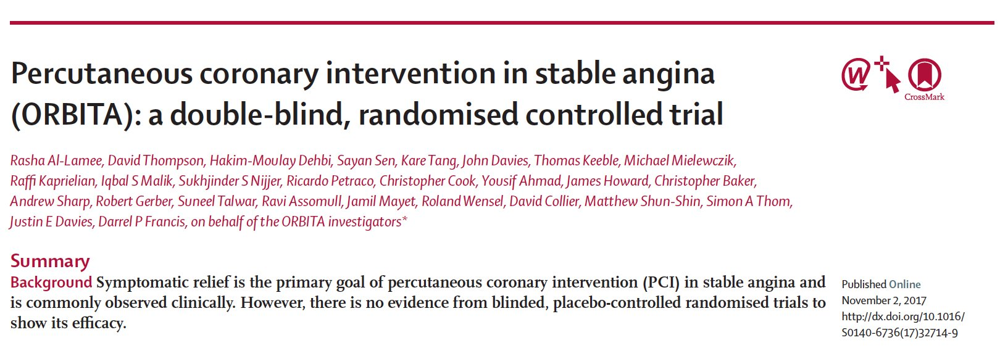 Percutaneous coronary intervention in stable angina
(ORBITA): a double-blind, randomised controlled trial
W
CrossMark
Rasha Al-Lamee, David Thompson, Hakim-Moulay Dehbi, Sayan Sen, Kare Tang, John Davies, Thomas Keeble, Michael Mielewczik,
Raffi Kaprielian, Iqbal S Malik, Sukhjinder S Nijjer, Ricardo Petraco, Christopher Cook, Yousif Ahmad, James Howard, Christopher Baker,
Andrew Sharp, Robert Gerber, Suneel Talwar, Ravi Assomull, Jamil Mayet, Roland Wensel, David Collier, Matthew Shun-Shin, Simon A Thom,
Justin E Davies, Darrel P Francis, on behalf of the ORBITA investigators*
Summary
Background Symptomatic relief is the primary goal of percutaneous coronary intervention (PCI) in stable angina and
is commonly observed clinically. However, there is no evidence from blinded, placebo-controlled randomised trials to
show its efficacy.
Published Online
November 2, 2017
http://dx.doi.org/10.1016/
S0140-6736(17)32714-9